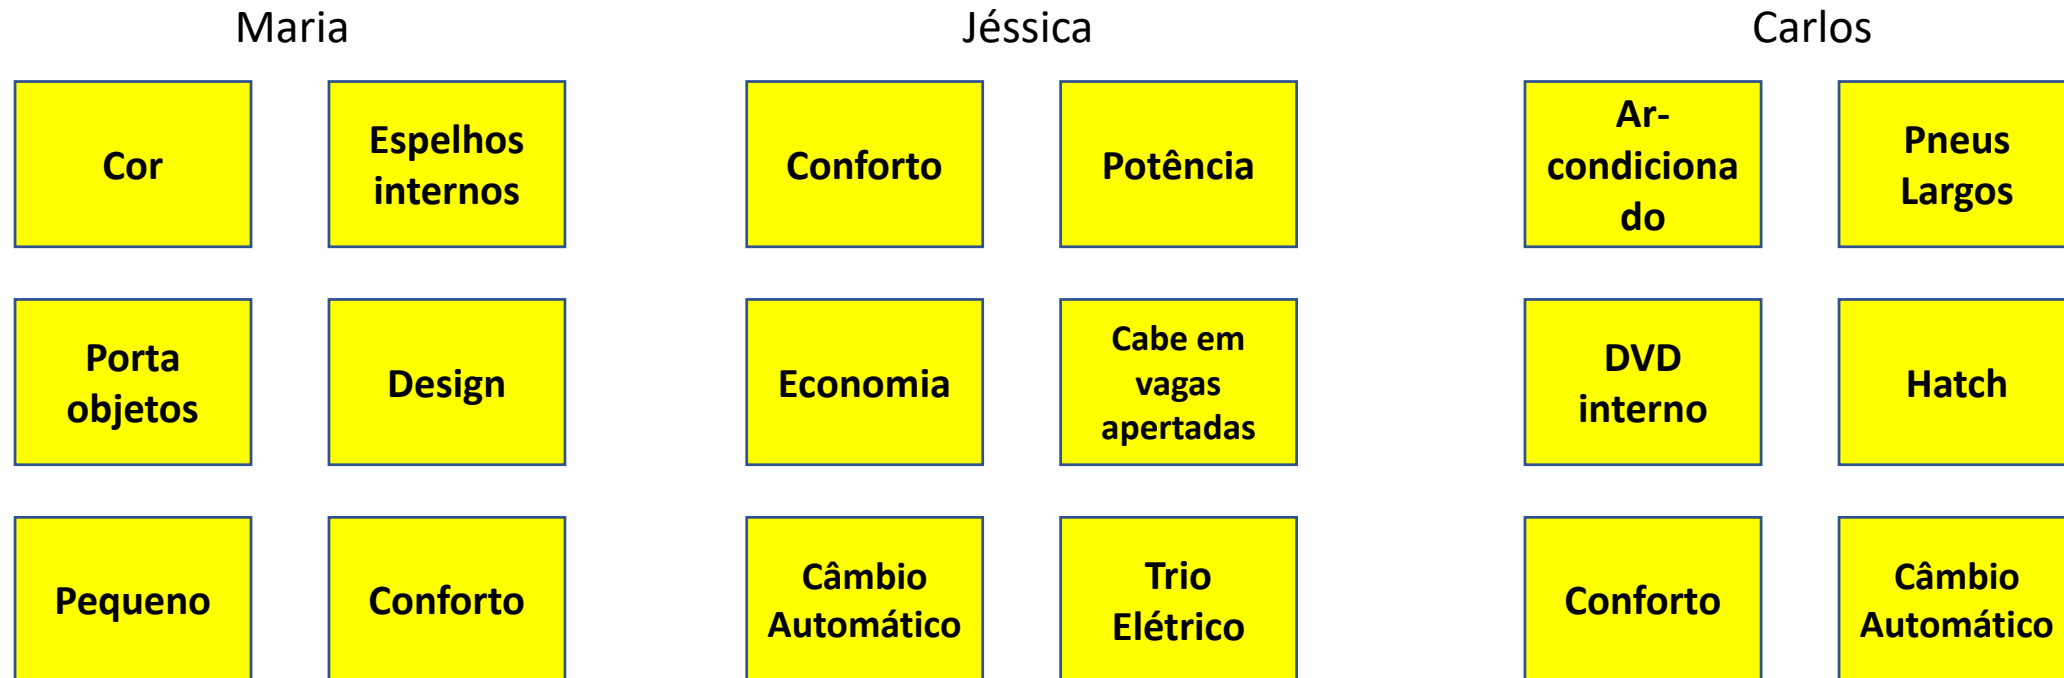 Maria
Cor
Espelhos
internos
Porta
objetos
Design
Pequeno
Conforto
Jéssica
Conforto
Potência
Economia
Cabe em
vagas
apertadas
Câmbio
Automático
Trio
Elétrico
Carlos
Ar-
condiciona
do
Pneus
Largos
DVD
interno
Hatch
Conforto
Câmbio
Automático